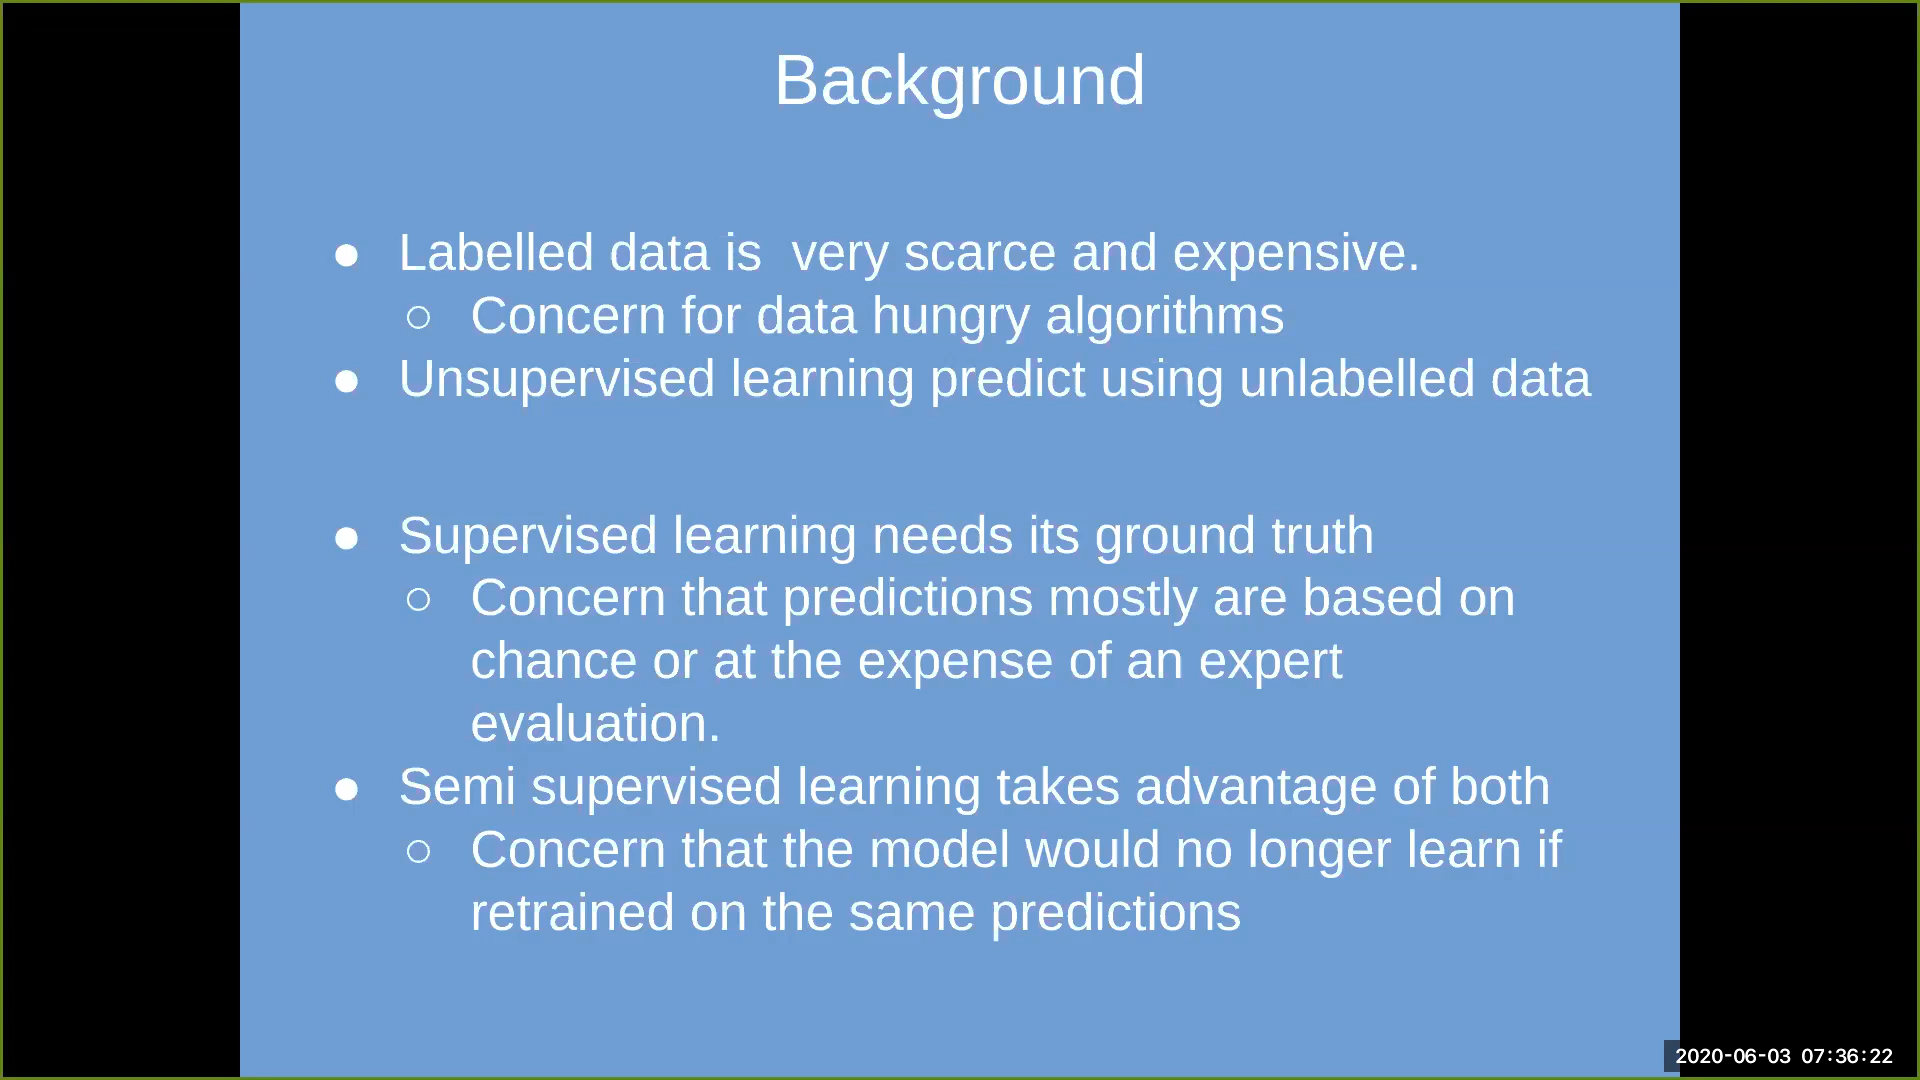 Background
● Labelled data is  very scarce and expensive.
○ Concern for data hungry algorithms
● Unsupervised learning predict using unlabelled data
● Supervised learning needs its ground truth
○ Concern that predictions mostly are based on
chance or at the expense of an expert
evaluation.
● Semi supervised learning takes advantage of both
○ Concern that the model would no longer learn if
retrained on the same predictions
2020-06-03 07:36:22